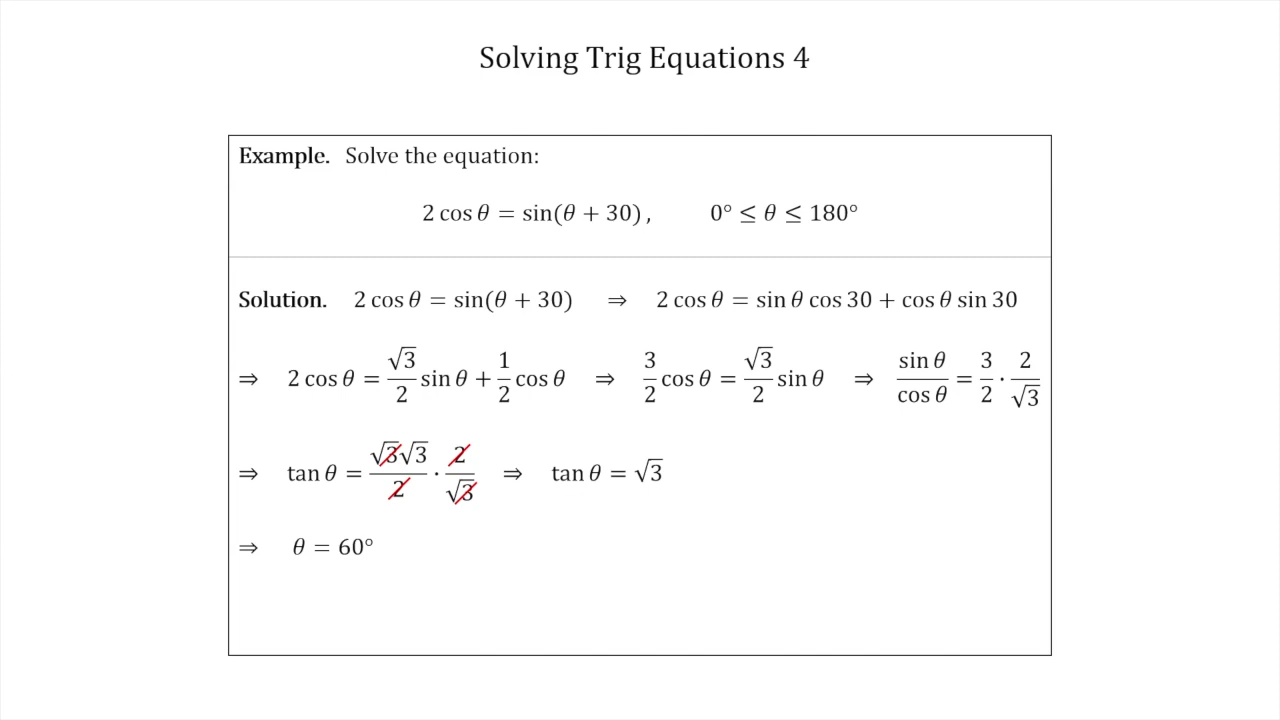 Solving Trig Equations 4
Example. Solve the equation:
2 cos θ = sin(θ + 30) , 0° ≤ θ ≤ 180°
Solution. 2 cos θ = sin(θ + 30) ⇒ 2 cos θ = sin θ cos 30 + cos θ sin 30
⇒ 2 cos θ = √3/2 sin θ + 1/2 cos θ ⇒ 3/2 cos θ = √3/2 sin θ ⇒ sin θ/cos θ = 3/2 · 2/√3
⇒ tan θ = √3√3/2 · 2/√3 ⇒ tan θ = √3
⇒ θ = 60°